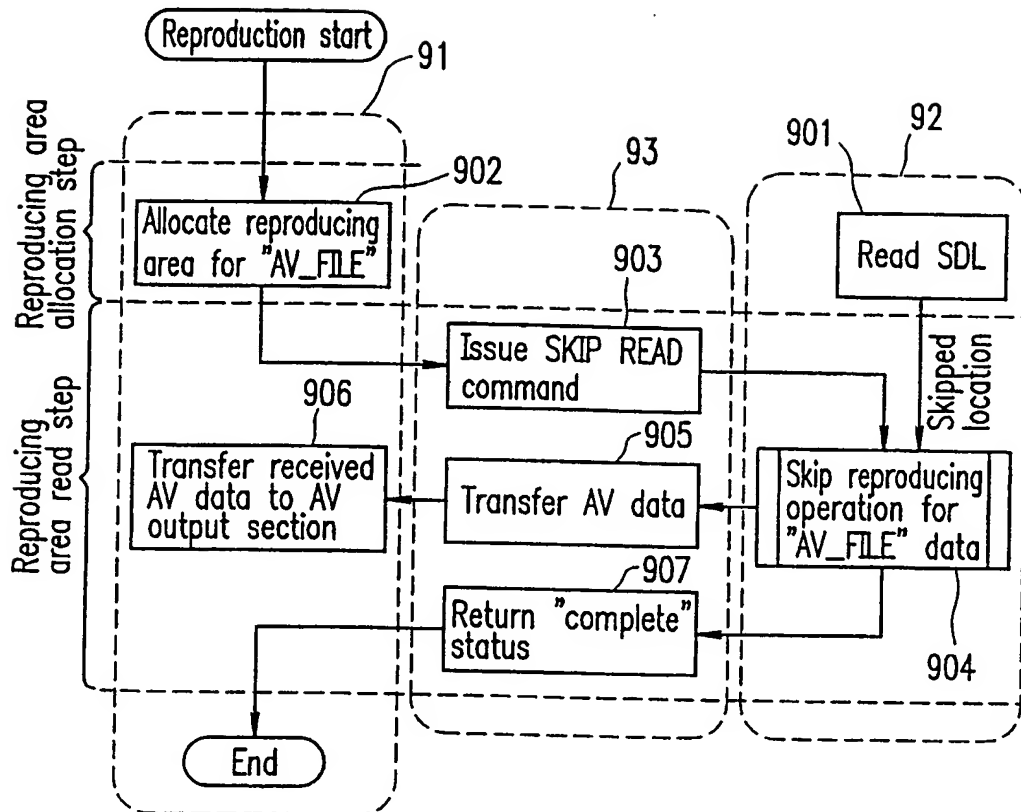 Reproduction start
91
Reproducing area
allocation step
902
Allocate reproducing
area for "AV_FILE"
93
901
92
Read SDL
903
Issue SKIP READ
command
Skipped
location
Reproducing
area read step
906
Transfer received
AV data to AV
output section
905
Transfer AV data
Skip reproducing
operation for
"AV_FILE" data
904
907
Return "complete"
status
End